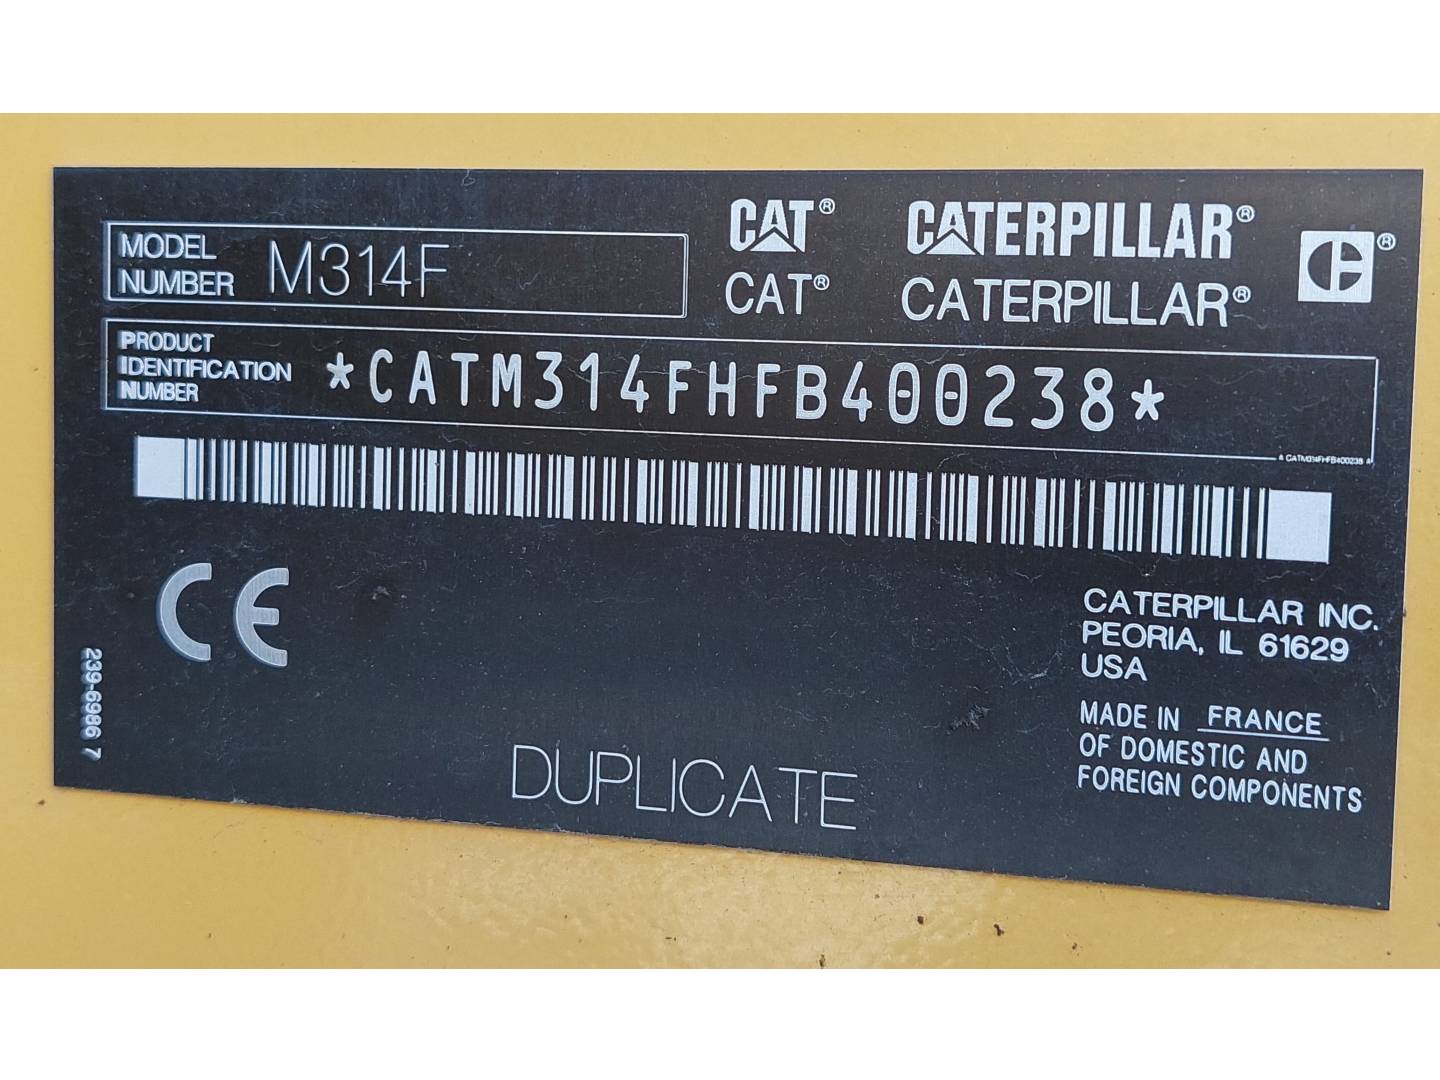 MODEL
NUMBER M314F
CAT® CATERPILLAR®
CAT® CATERPILLAR® ®
PRODUCT
IDENTIFICATION
NUMBER
*CATM314FHFB400238*
* CATM314FHFB400238 *
CE
CATERPILLAR INC.
PEORIA, IL 61629
USA
MADE IN FRANCE
OF DOMESTIC AND
FOREIGN COMPONENTS
239-6986 7
DUPLICATE